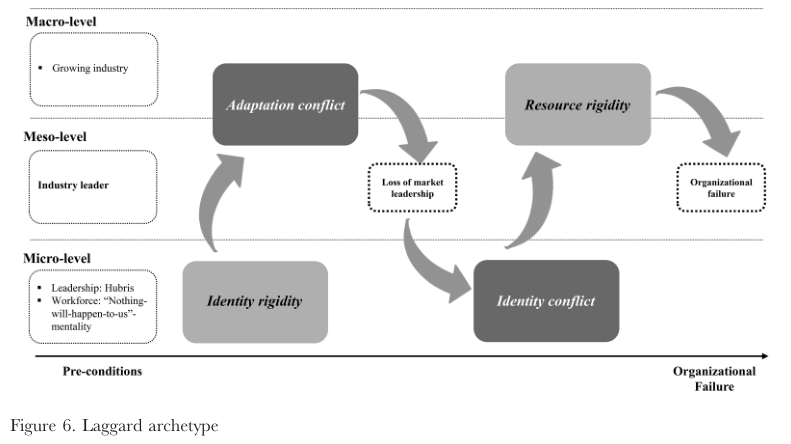 Macro-level
▪ Growing industry
Adaptation conflict
Resource rigidity
Meso-level
Industry leader
Loss of market
leadership
Organizational
failure
Micro-level
▪ Leadership: Hubris
▪ Workforce: “Nothing-
will-happen-to-us”-
mentality
Identity rigidity
Identity conflict
Pre-conditions
Organizational
Failure
Figure 6. Laggard archetype